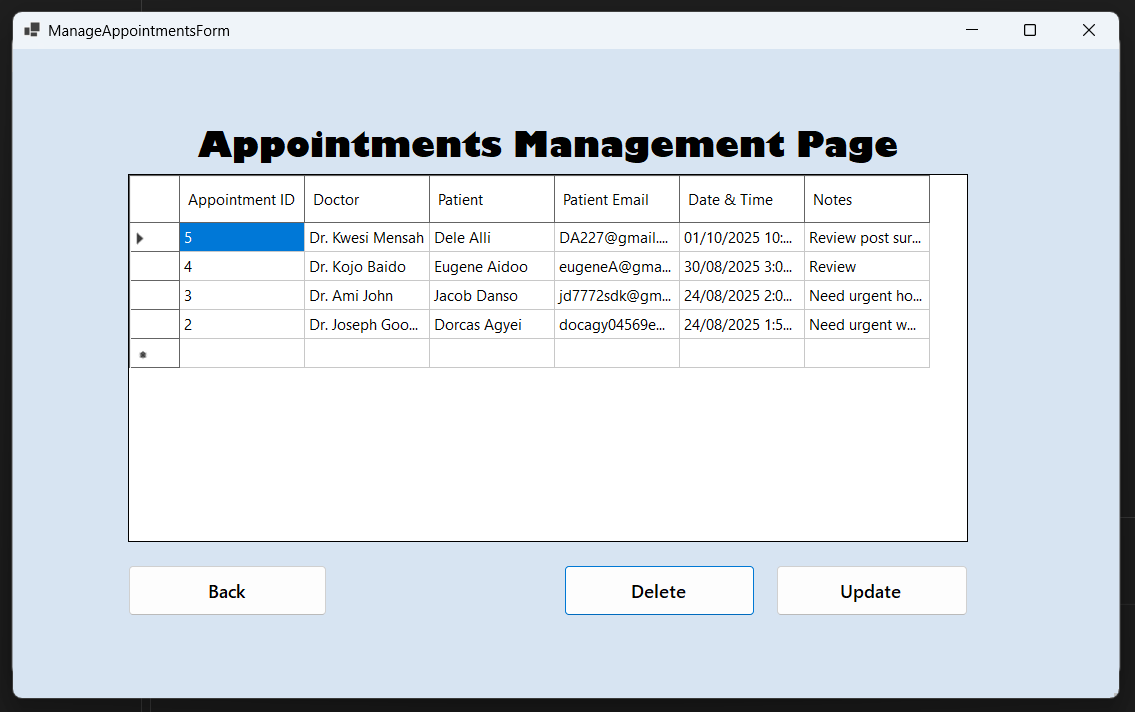 ManageAppointmentsForm
Appointments Management Page
Appointment ID Doctor Patient Patient Email Date & Time Notes
5 Dr. Kwesi Mensah Dele Alli DA227@gmail.... 01/10/2025 10:... Review post sur...
4 Dr. Kojo Baido Eugene Aidoo eugeneA@gma... 30/08/2025 3:0... Review
3 Dr. Ami John Jacob Danso jd7772sdk@gm... 24/08/2025 2:0... Need urgent ho...
2 Dr. Joseph Goo... Dorcas Agyei docagy04569e... 24/08/2025 1:5... Need urgent w...
Back Delete Update